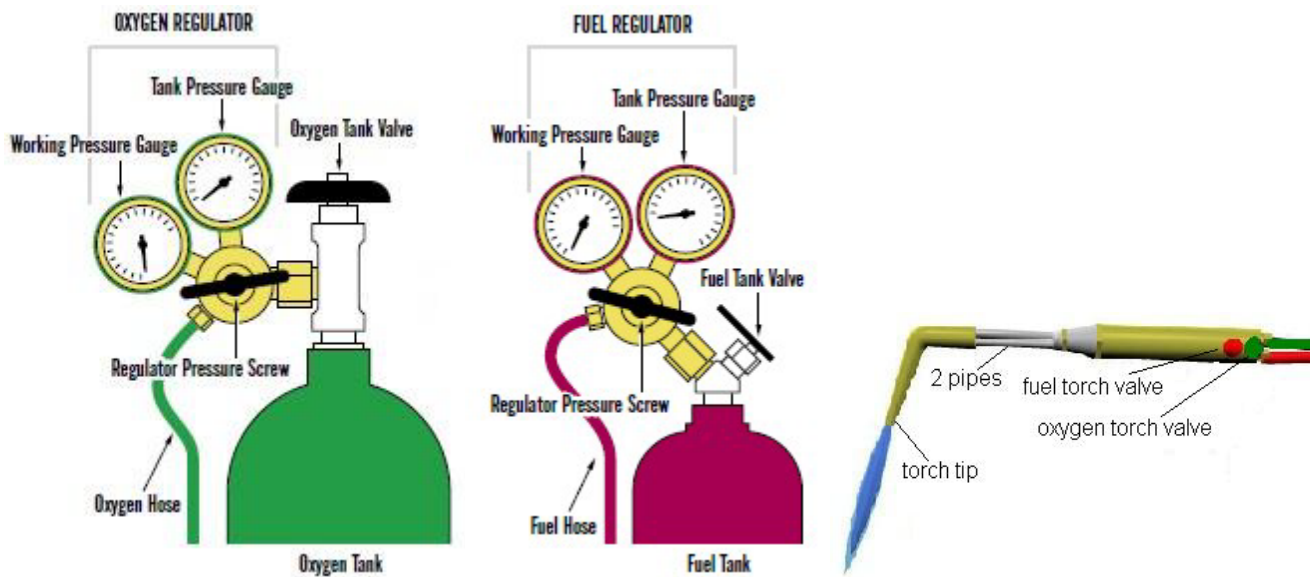 OXYGEN REGULATOR
Tank Pressure Gauge
Working Pressure Gauge
Oxygen Tank Valve
Regulator Pressure Screw
Oxygen Hose
Oxygen Tank
FUEL REGULATOR
Tank Pressure Gauge
Working Pressure Gauge
Fuel Tank Valve
Regulator Pressure Screw
Fuel Hose
Fuel Tank
2 pipes
fuel torch valve
oxygen torch valve
torch tip